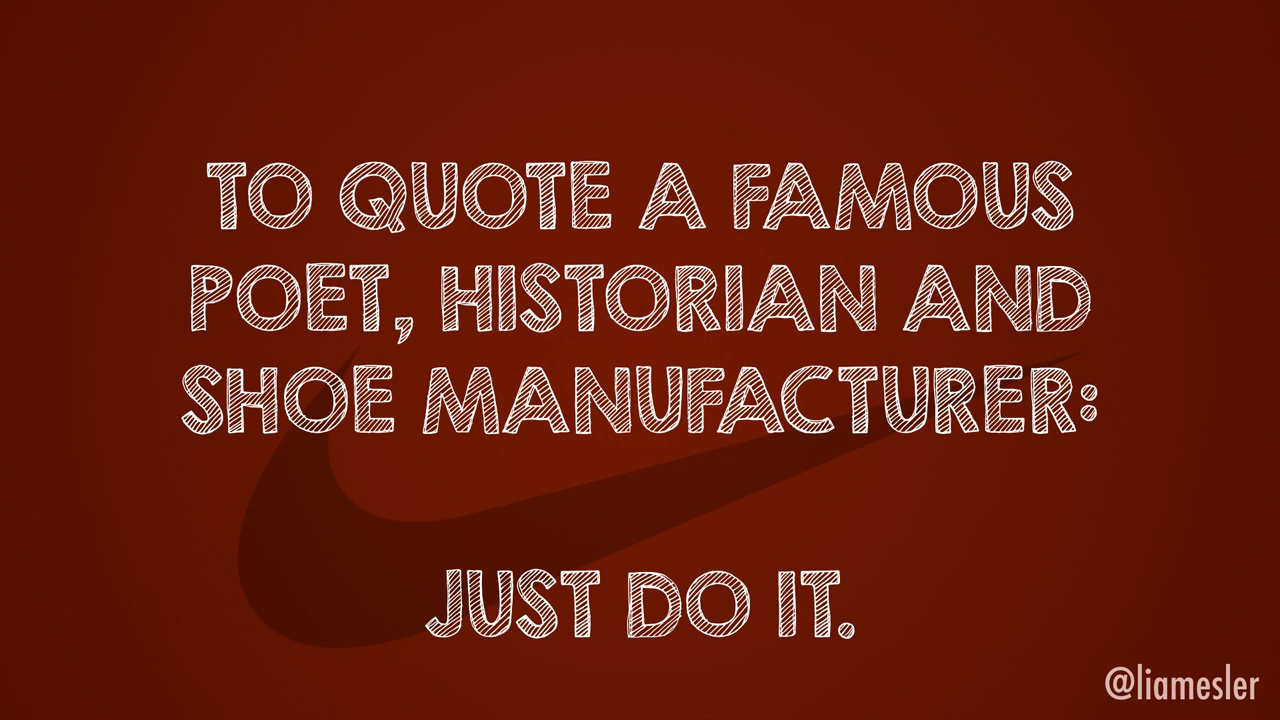 TO QUOTE A FAMOUS
POET, HISTORIAN AND
SHOE MANUFACTURER:
JUST DO IT.
@liamesler